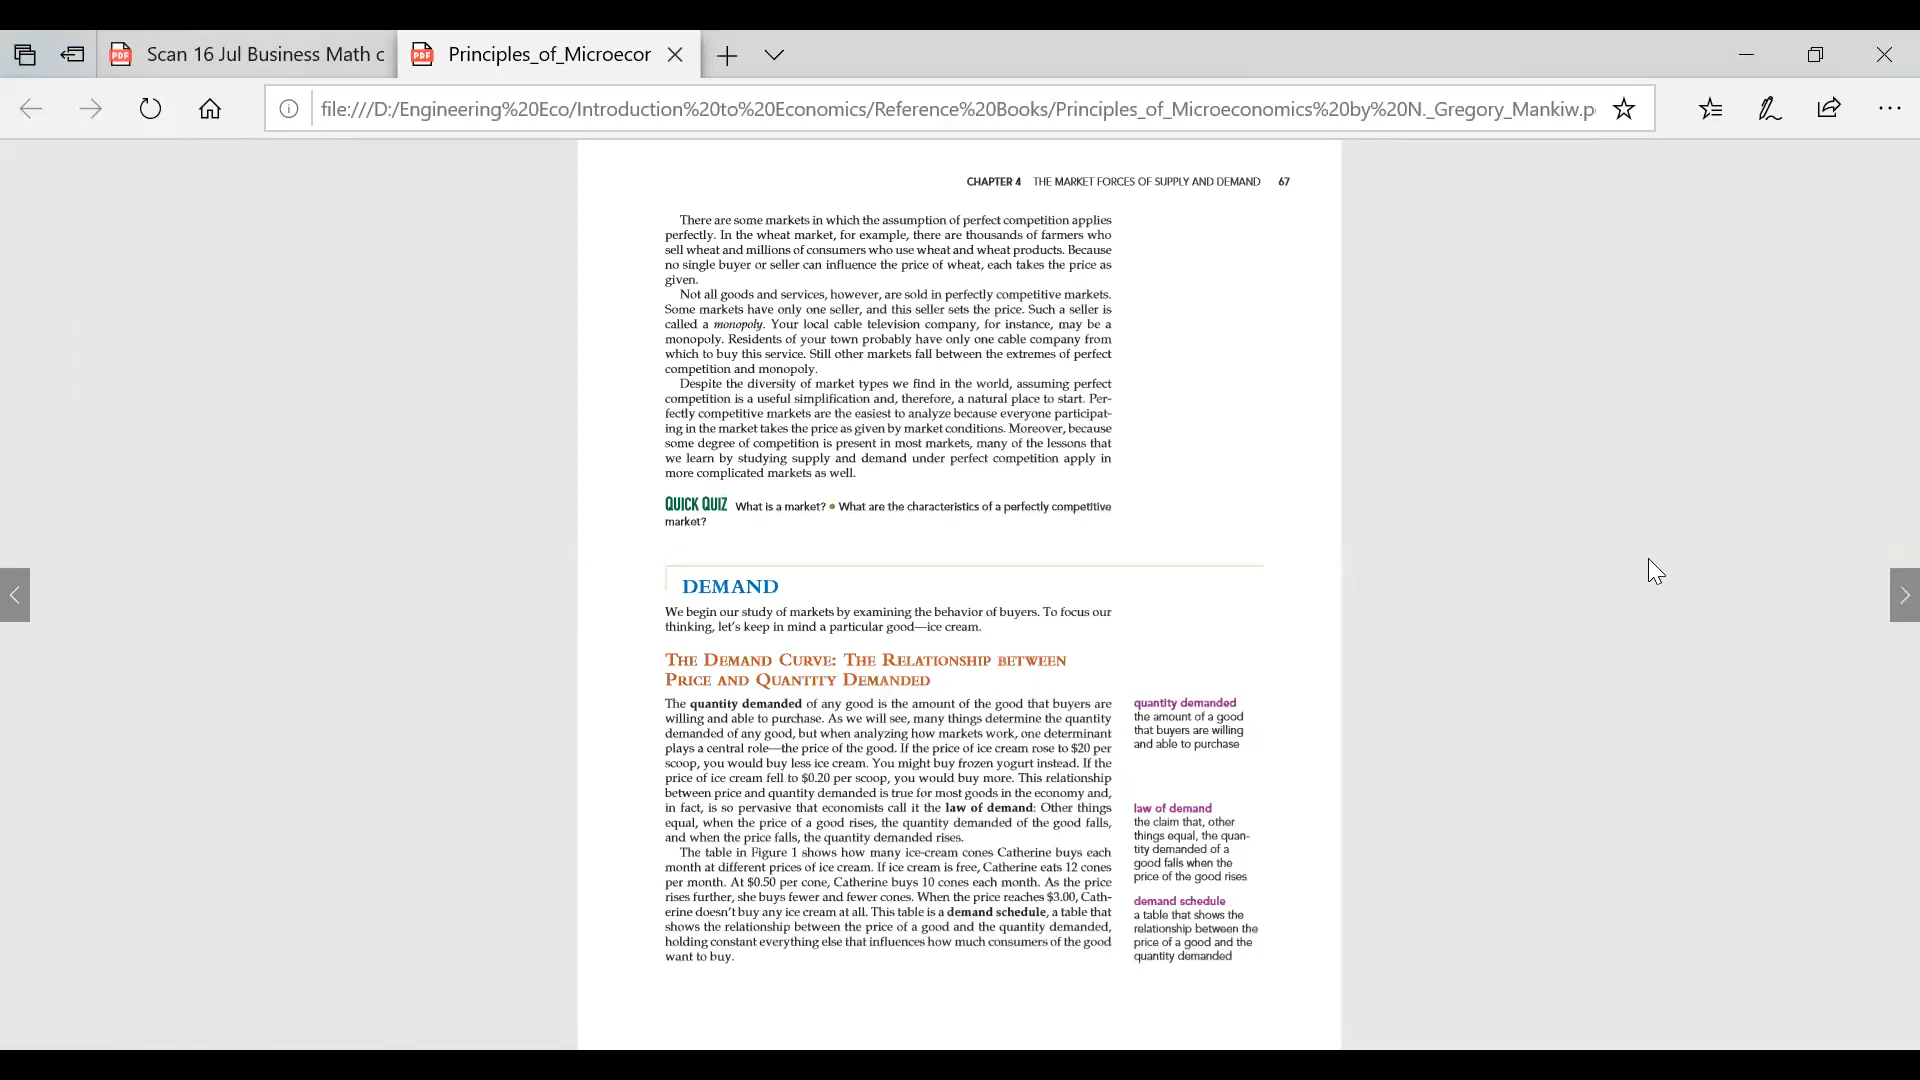 Scan 16 Jul Business Math c
Principles_of_Microecor
file:///D:/Engineering%20Eco/Introduction%20to%20Economics/Reference%20Books/Principles_of_Microeconomics%20by%20N._Gregory_Mankiw.p
CHAPTER 4 THE MARKET FORCES OF SUPPLY AND DEMAND 67
There are some markets in which the assumption of perfect competition applies
perfectly. In the wheat market, for example, there are thousands of farmers who
sell wheat and millions of consumers who use wheat and wheat products. Because
no single buyer or seller can influence the price of wheat, each takes the price as
given.
Not all goods and services, however, are sold in perfectly competitive markets.
Some markets have only one seller, and this seller sets the price. Such a seller is
called a monopoly. Your local cable television company, for instance, may be a
monopoly. Residents of your town probably have only one cable company from
which to buy this service. Still other markets fall between the extremes of perfect
competition and monopoly.
Despite the diversity of market types we find in the world, assuming perfect
competition is a useful simplification and, therefore, a natural place to start. Per-
fectly competitive markets are the easiest to analyze because everyone participat-
ing in the market takes the price as given by market conditions. Moreover, because
some degree of competition is present in most markets, many of the lessons that
we learn by studying supply and demand under perfect competition apply in
more complicated markets as well.
QUICK QUIZ What is a market? • What are the characteristics of a perfectly competitive
market?
DEMAND
We begin our study of markets by examining the behavior of buyers. To focus our
thinking, let's keep in mind a particular good—ice cream.
THE DEMAND CURVE: THE RELATIONSHIP BETWEEN
PRICE AND QUANTITY DEMANDED
The quantity demanded of any good is the amount of the good that buyers are
willing and able to purchase. As we will see, many things determine the quantity
demanded of any good, but when analyzing how markets work, one determinant
plays a central role—the price of the good. If the price of ice cream rose to $20 per
scoop, you would buy less ice cream. You might buy frozen yogurt instead. If the
price of ice cream fell to $0.20 per scoop, you would buy more. This relationship
between price and quantity demanded is true for most goods in the economy and,
in fact, is so pervasive that economists call it the law of demand: Other things
equal, when the price of a good rises, the quantity demanded of the good falls,
and when the price falls, the quantity demanded rises.
The table in Figure 1 shows how many ice-cream cones Catherine buys each
month at different prices of ice cream. If ice cream is free, Catherine eats 12 cones
per month. At $0.50 per cone, Catherine buys 10 cones each month. As the price
rises further, she buys fewer and fewer cones. When the price reaches $3.00, Cath-
erine doesn't buy any ice cream at all. This table is a demand schedule, a table that
shows the relationship between the price of a good and the quantity demanded,
holding constant everything else that influences how much consumers of the good
want to buy.
quantity demanded
the amount of a good
that buyers are willing
and able to purchase
law of demand
the claim that, other
things equal, the quan-
tity demanded of a
good falls when the
price of the good rises
demand schedule
a table that shows the
relationship between the
price of a good and the
quantity demanded